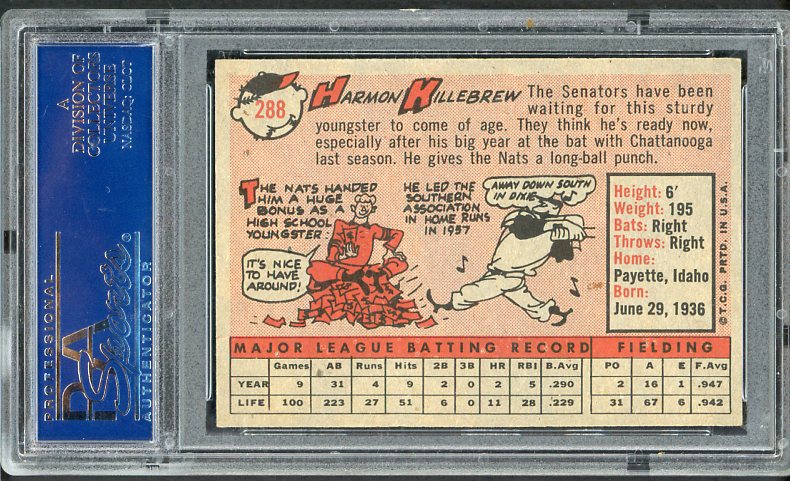 A
DIVISION OF
COLLECTORS
UNIVERSE
NASDAQ: CLCT
PROFESSIONAL
PSA
Sports
AUTHENTICATOR
288
HARMON KILLEBREW
The Senators have been
waiting for this sturdy
youngster to come of age. They think he's ready now,
especially after his big year at the bat with Chattanooga
last season. He gives the Nats a long-ball punch.
THE NATS HANDED
HIM A HUGE
BONUS AS A
HIGH SCHOOL
YOUNGSTER.
IT'S NICE
TO HAVE
AROUND!
HE LED THE
SOUTHERN
ASSOCIATION
IN HOME RUNS
IN 1957
AWAY DOWN SOUTH
IN DIXIE
Height: 6'
Weight: 195
Bats: Right
Throws: Right
Home:
Payette, Idaho
Born:
June 29, 1936
© T.C.G. PRTD. IN U.S.A.
MAJOR LEAGUE BATTING RECORD FIELDING
Games AB Runs Hits 2B 3B HR RBI B.Avg PO A E F.Avg
YEAR 9 31 4 9 2 0 2 5 .290 2 16 1 .947
LIFE 100 223 27 51 6 0 11 28 .229 31 67 6 .942